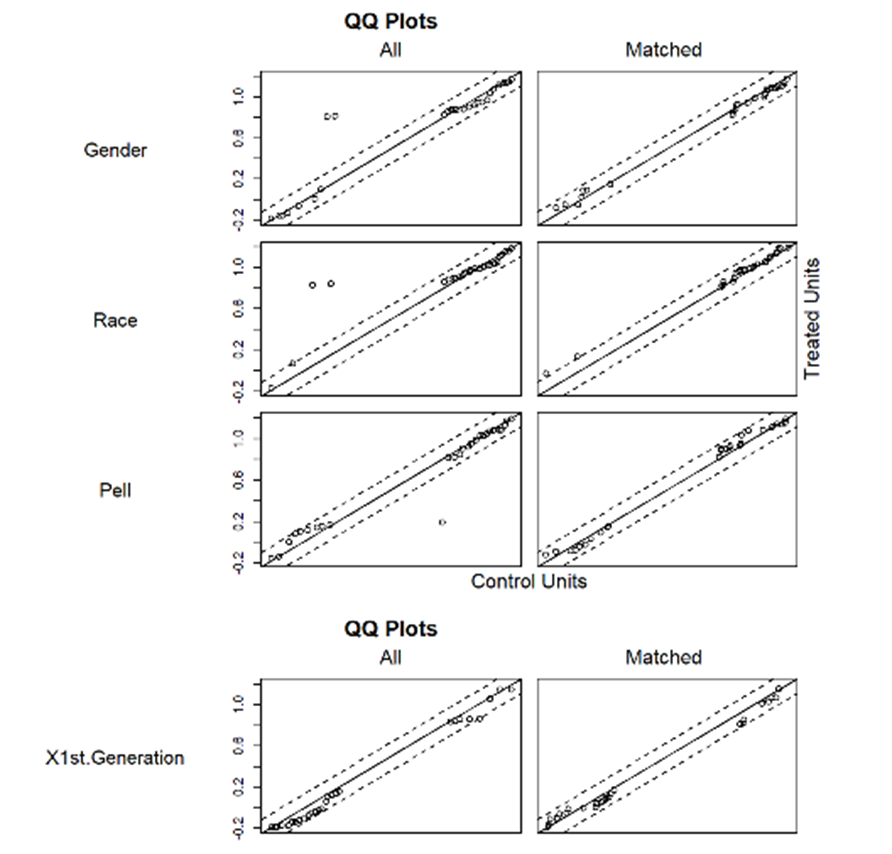 QQ Plots
All Matched
Gender
-0.2 0.2 0.6 1.0
Race
-0.2 0.2 0.6 1.0
Treated Units
Pell
-0.2 0.2 0.6 1.0
Control Units
QQ Plots
All Matched
X1st.Generation
-0.2 0.2 0.6 1.0